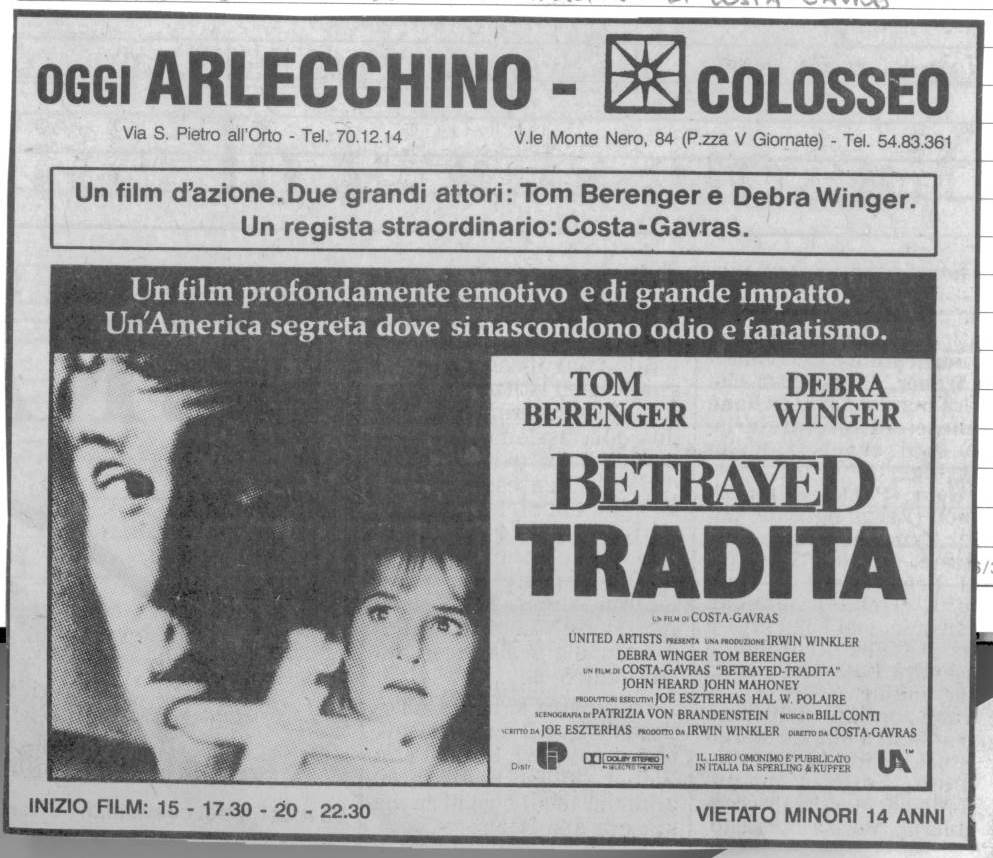 DI COSTA GAVRAS
OGGI ARLECCHINO - COLOSSEO
Via S. Pietro all'Orto - Tel. 70.12.14
V.le Monte Nero, 84 (P.zza V Giornate) - Tel. 54.83.361
Un film d'azione. Due grandi attori: Tom Berenger e Debra Winger.
Un regista straordinario: Costa-Gavras.
Un film profondamente emotivo e di grande impatto.
Un'America segreta dove si nascondono odio e fanatismo.
TOM BERENGER
DEBRA WINGER
BETRAYED
TRADITA
UN FILM DI COSTA-GAVRAS
UNITED ARTISTS PRESENTA UNA PRODUZIONE IRWIN WINKLER
DEBRA WINGER TOM BERENGER
UN FILM DI COSTA-GAVRAS "BETRAYED-TRADITA"
JOHN HEARD JOHN MAHONEY
PRODUTTORI ESECUTIVI JOE ESZTERHAS HAL W. POLAIRE
SCENOGRAFIA DI PATRIZIA VON BRANDENSTEIN MUSICA DI BILL CONTI
SCRITTO DA JOE ESZTERHAS PRODOTTO DA IRWIN WINKLER DIRETTO DA COSTA-GAVRAS
Distr.
DOLBY STEREO
IN SELECTED THEATRES
IL LIBRO OMONIMO E' PUBBLICATO
IN ITALIA DA SPERLING & KUPFER
UA™
INIZIO FILM: 15 - 17.30 - 20 - 22.30
VIETATO MINORI 14 ANNI